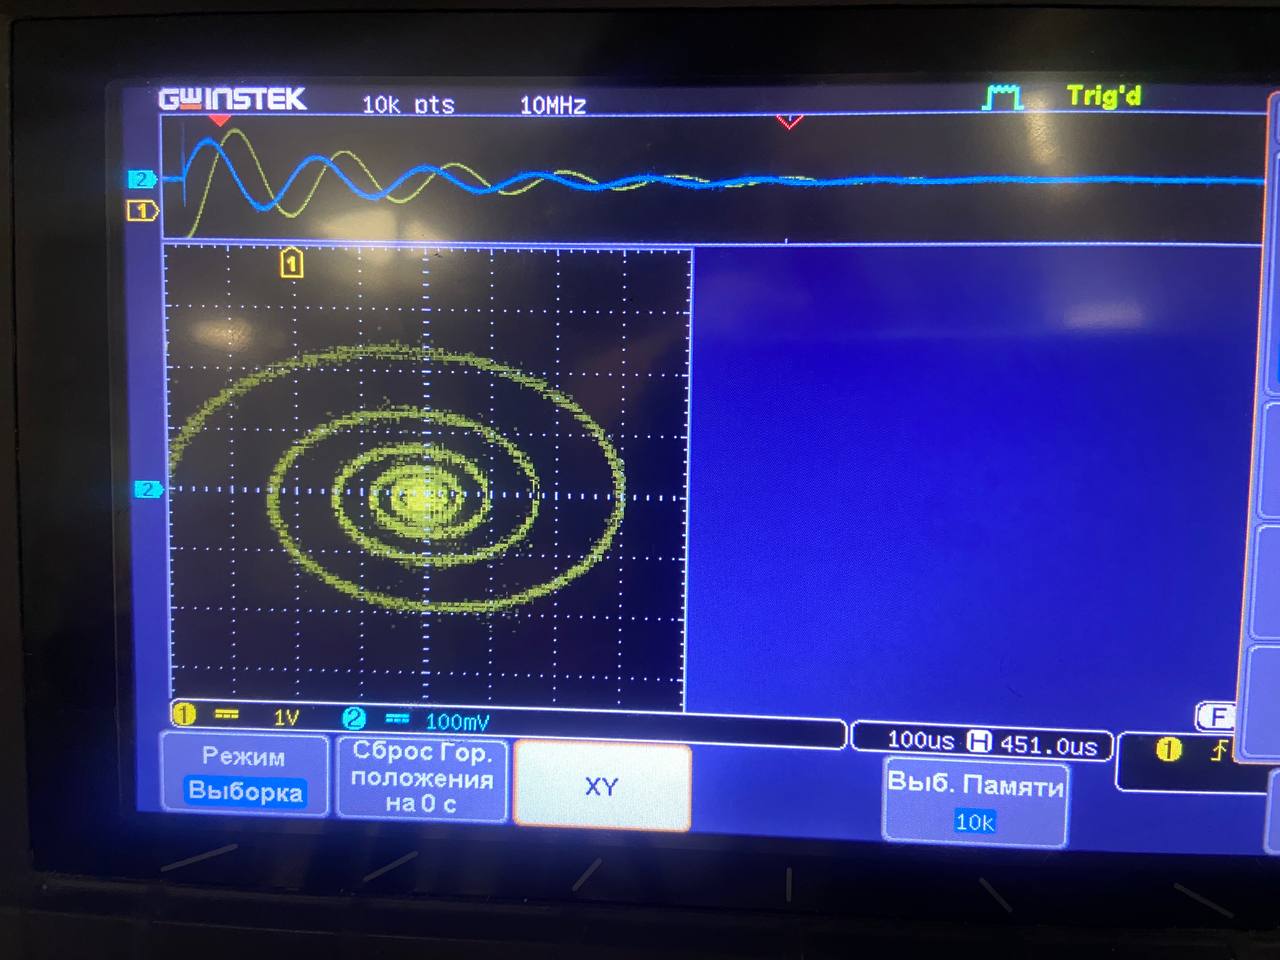 GWINSTEK 10k pts 10MHz Trig'd
2
1
1
2
1 1V 2 100mV
F
100us H 451.0us 1
Режим
Выборка
Сброс Гор.
положения
на 0 с
XY
Выб. Памяти
10k